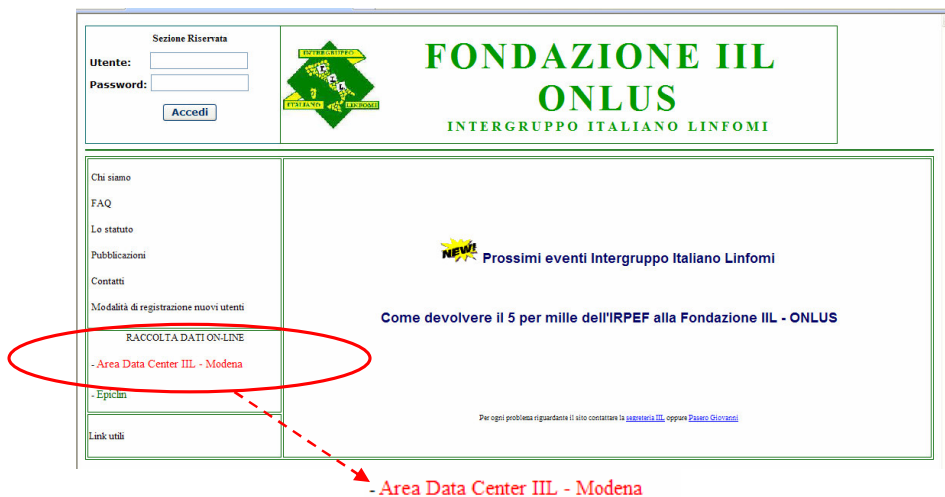 Sezione Riservata
Utente:
Password:
Accedi
INTERGRUPPO
I.I.L.
ITALIANO LINFOMI
FONDAZIONE IIL
ONLUS
INTERGRUPPO ITALIANO LINFOMI
Chi siamo
FAQ
Lo statuto
Pubblicazioni
Contatti
Modalità di registrazione nuovi utenti
RACCOLTA DATI ON-LINE
- Area Data Center IIL - Modena
- Epiclin
Link utili
NEW! Prossimi eventi Intergruppo Italiano Linfomi
Come devolvere il 5 per mille dell'IRPEF alla Fondazione IIL - ONLUS
Per ogni problema riguardante il sito contattare la segreteria IIL oppure Pasero Giovanni
- Area Data Center IIL - Modena